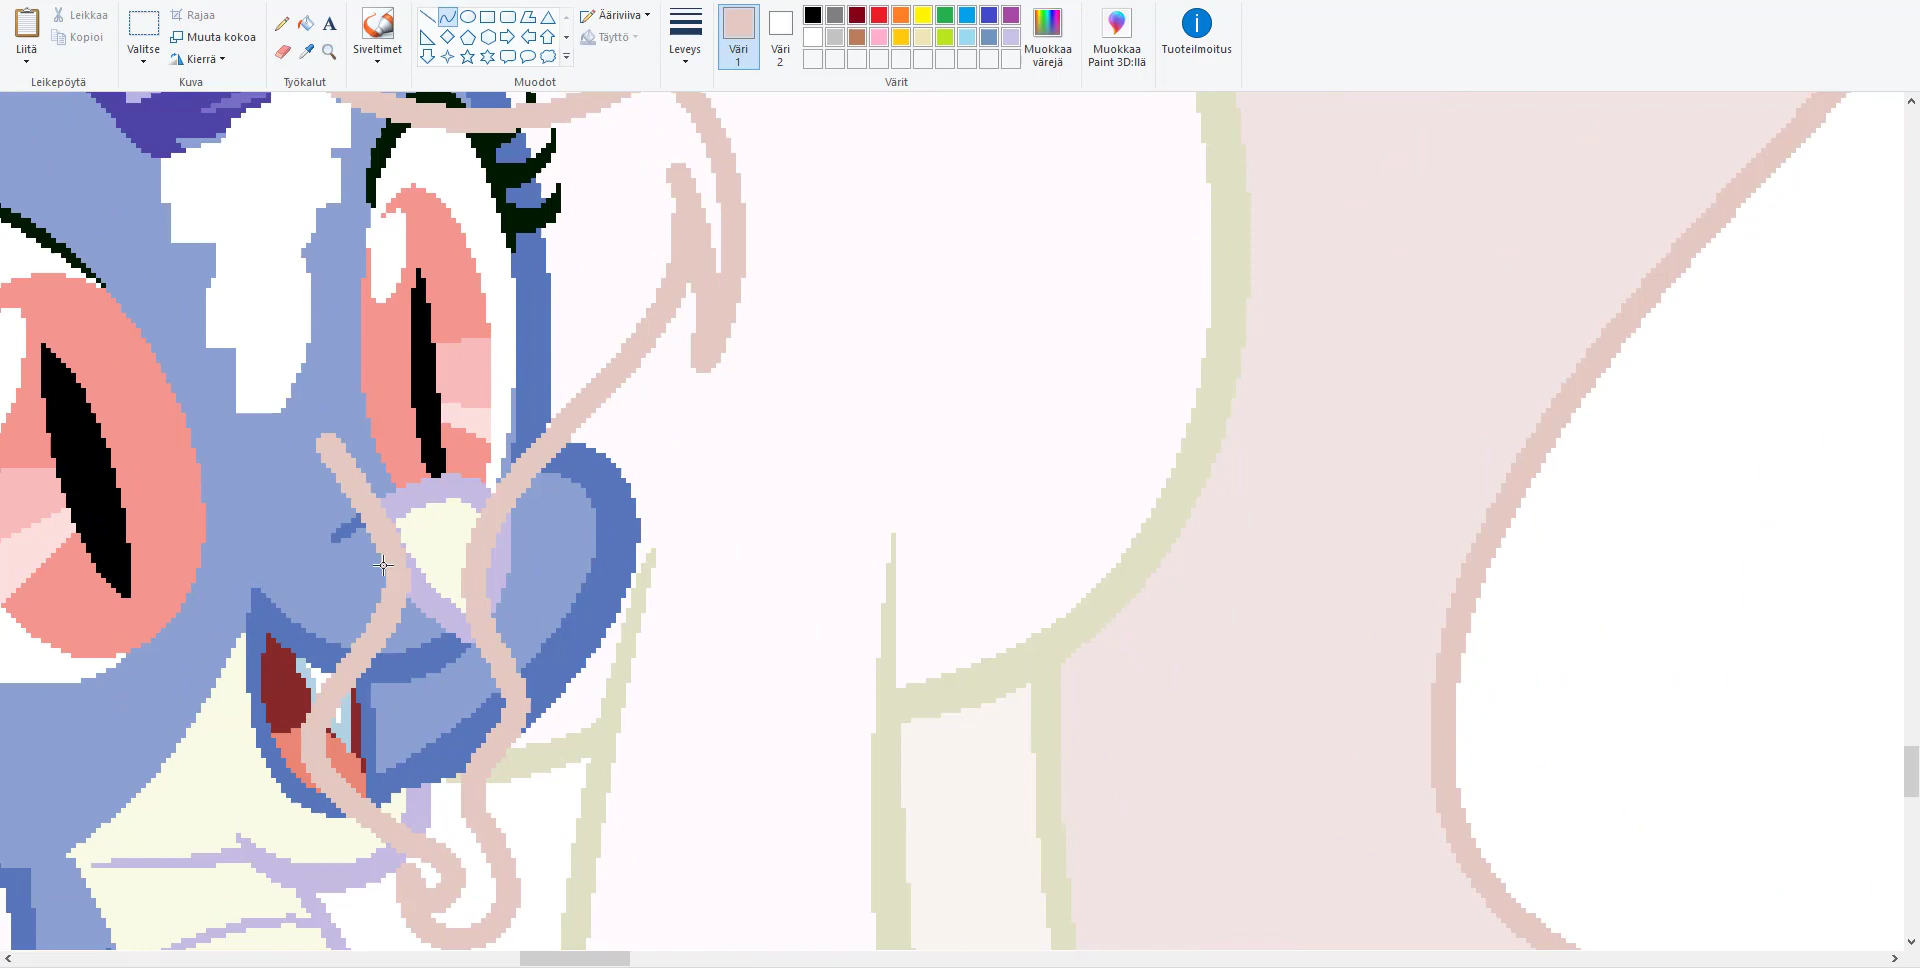 Liitä
Leikkaa
Kopioi
Leikepöytä
Valitse
Rajaa
Muuta kokoa
Kierrä
Kuva
A
Työkalut
Siveltimet
Ääriviiva
Täyttö
Muodot
Leveys
Väri
1
Väri
2
Värit
Muokkaa
värejä
Muokkaa
Paint 3D:llä
Tuoteilmoitus